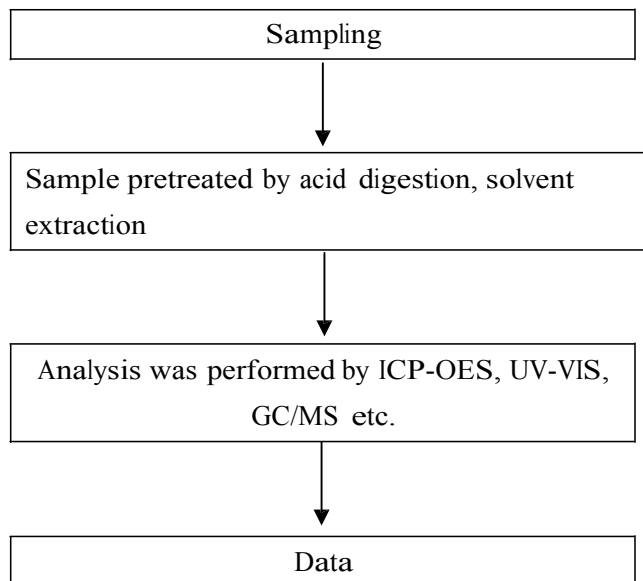 Sampling
Sample pretreated by acid digestion, solvent
extraction
Analysis was performed by ICP-OES, UV-VIS,
GC/MS etc.
Data